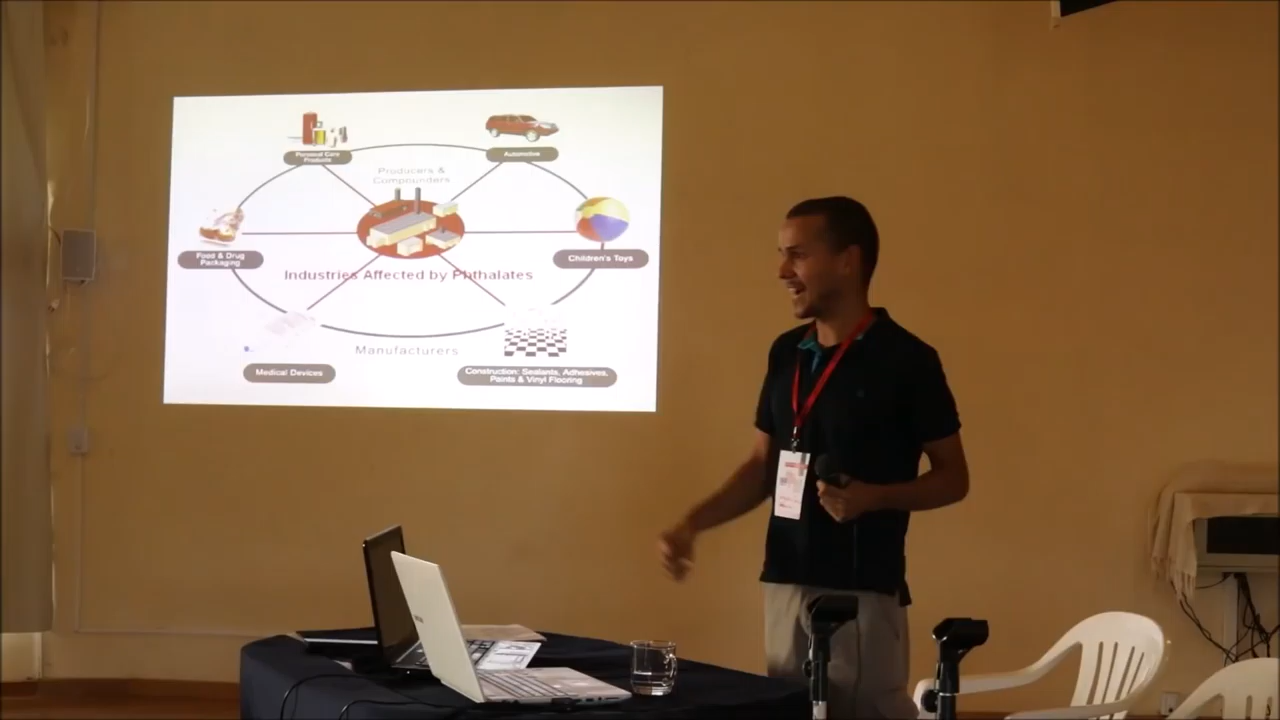 Personal Care
Products
Automotive
Producers &
Compounders
Food & Drug
Packaging
Children's Toys
Industries Affected by Phthalates
Manufacturers
Medical Devices
Construction: Sealants, Adhesives,
Paints & Vinyl Flooring